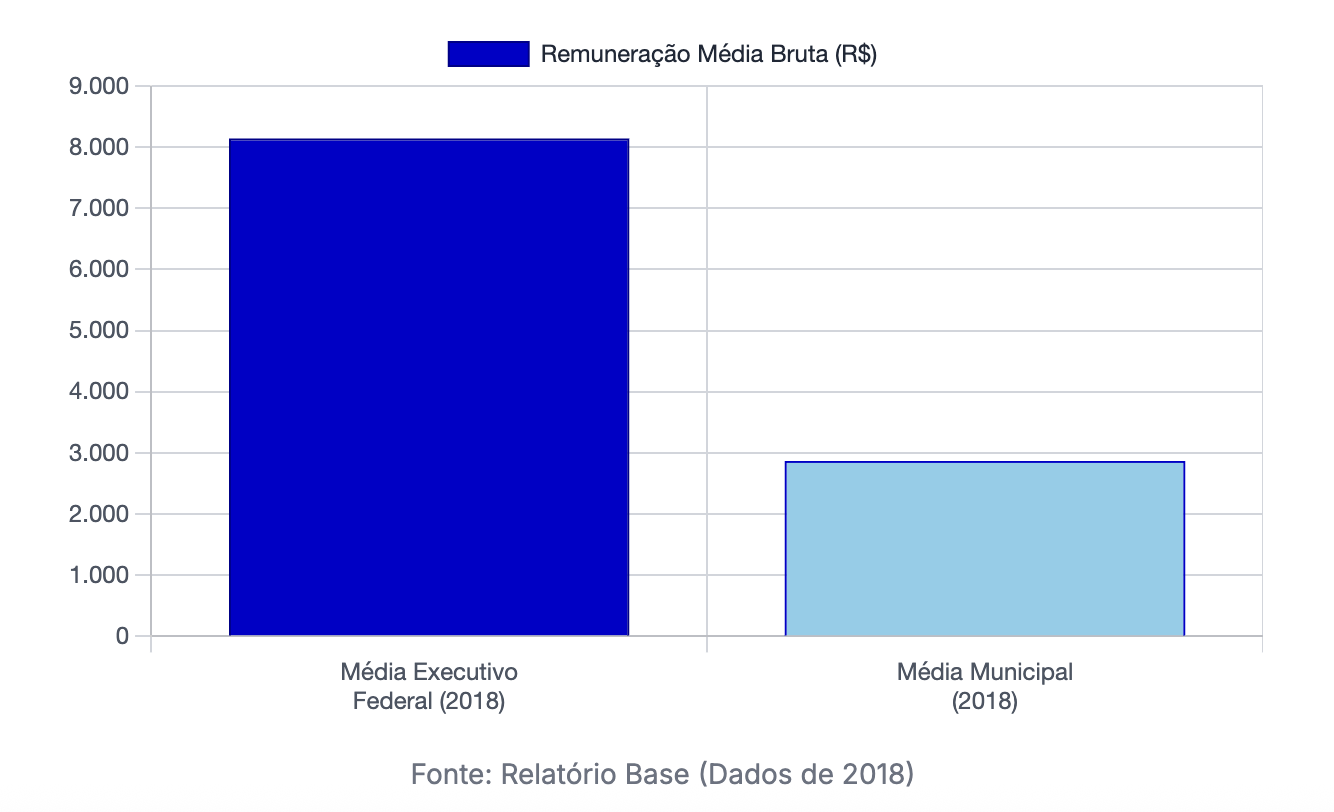 Remuneração Média Bruta (R$)
9.000
8.000
7.000
6.000
5.000
4.000
3.000
2.000
1.000
0
Média Executivo
Federal (2018)
Média Municipal
(2018)
Fonte: Relatório Base (Dados de 2018)